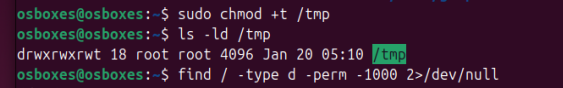 osboxes@osboxes:~$ sudo chmod +t /tmp
osboxes@osboxes:~$ ls -ld /tmp
drwxrwxrwt 18 root root 4096 Jan 20 05:10 /tmp
osboxes@osboxes:~$ find / -type d -perm -1000 2>/dev/null